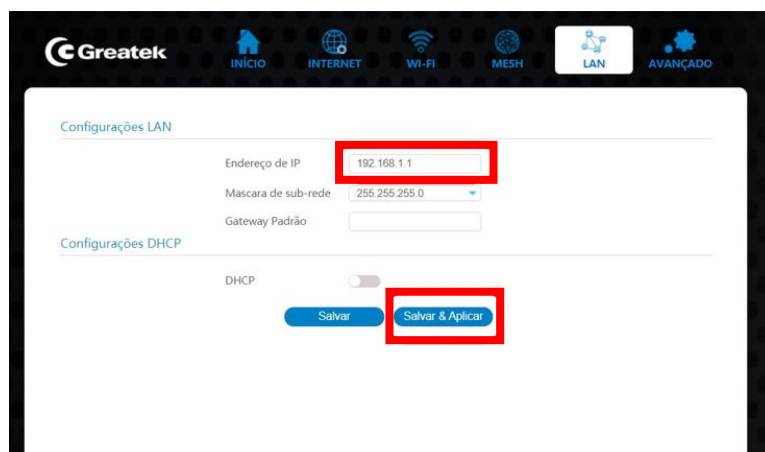 Greatek
INÍCIO INTERNET WI-FI MESH LAN AVANÇADO
Configurações LAN
Endereço de IP 192.168.1.1
Mascara de sub-rede 255.255.255.0
Gateway Padrão
Configurações DHCP
DHCP
Salvar Salvar & Aplicar